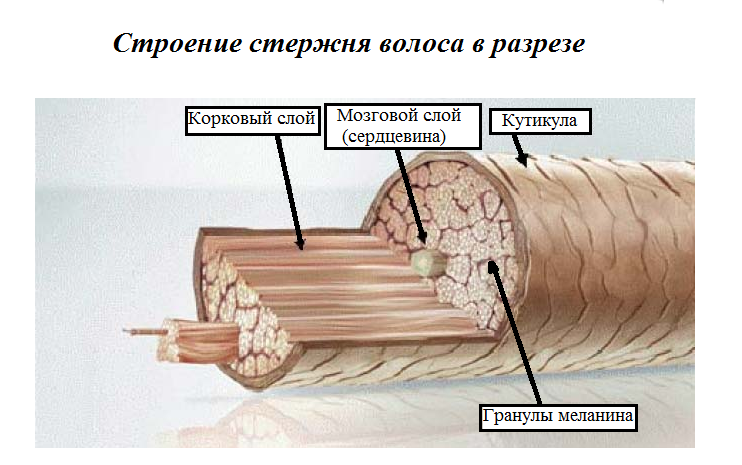 Строение стержня волоса в разрезе
Корковый слой
Мозговой слой
(сердцевина)
Кутикула
Гранулы меланина